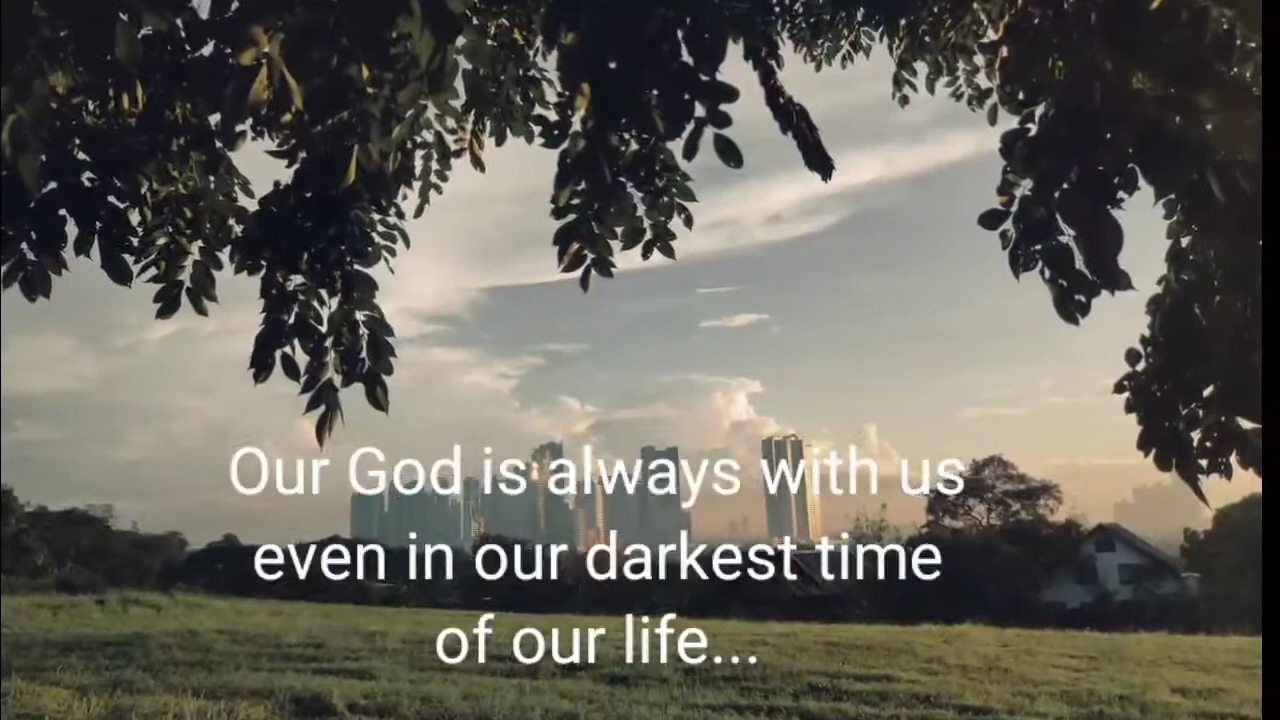 Our God is always with us
even in our darkest time
of our life...